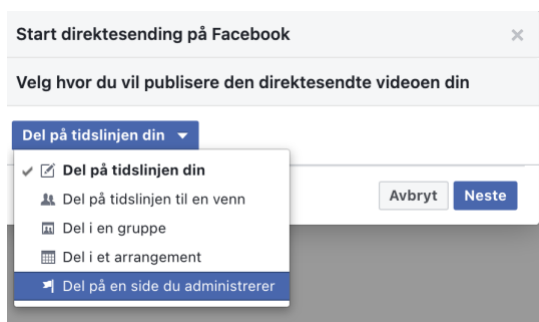 Start direktesending på Facebook
Velg hvor du vil publisere den direktesendte videoen din
Del på tidslinjen din
Del på tidslinjen din
Del på tidslinjen til en venn
Del i en gruppe
Del i et arrangement
Del på en side du administrerer
Avbryt Neste